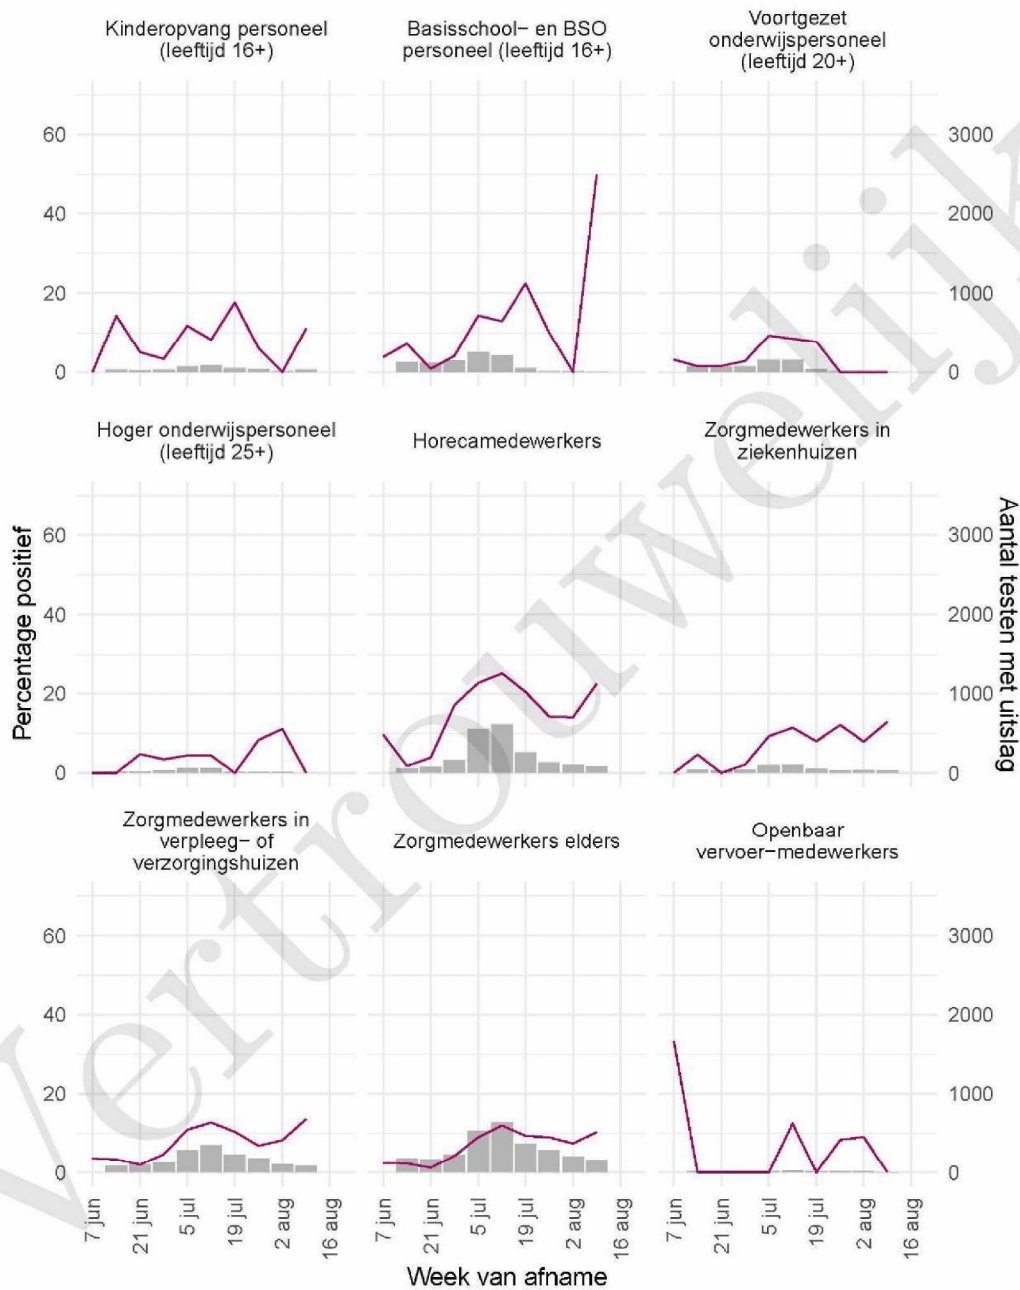 Kinderopvang personeel
(leeftijd 16+)
Basisschool– en BSO
personeel (leeftijd 16+)
Voortgezet
onderwijspersoneel
(leeftijd 20+)
60
40
20
0
3000
2000
1000
0
Hoger onderwijspersoneel
(leeftijd 25+)
Horecamedewerkers
Zorgmedewerkers in
ziekenhuizen
Percentage positief
60
40
20
0
3000
2000
1000
0
Aantal testen met uitslag
Zorgmedewerkers in
verpleeg– of
verzorgingshuizen
Zorgmedewerkers elders
Openbaar
vervoer–medewerkers
60
40
20
0
3000
2000
1000
0
7 jun
21 jun
5 jul
19 jul
2 aug
16 aug
7 jun
21 jun
5 jul
19 jul
2 aug
16 aug
7 jun
21 jun
5 jul
19 jul
2 aug
16 aug
Week van afname
Vertrouwelijk